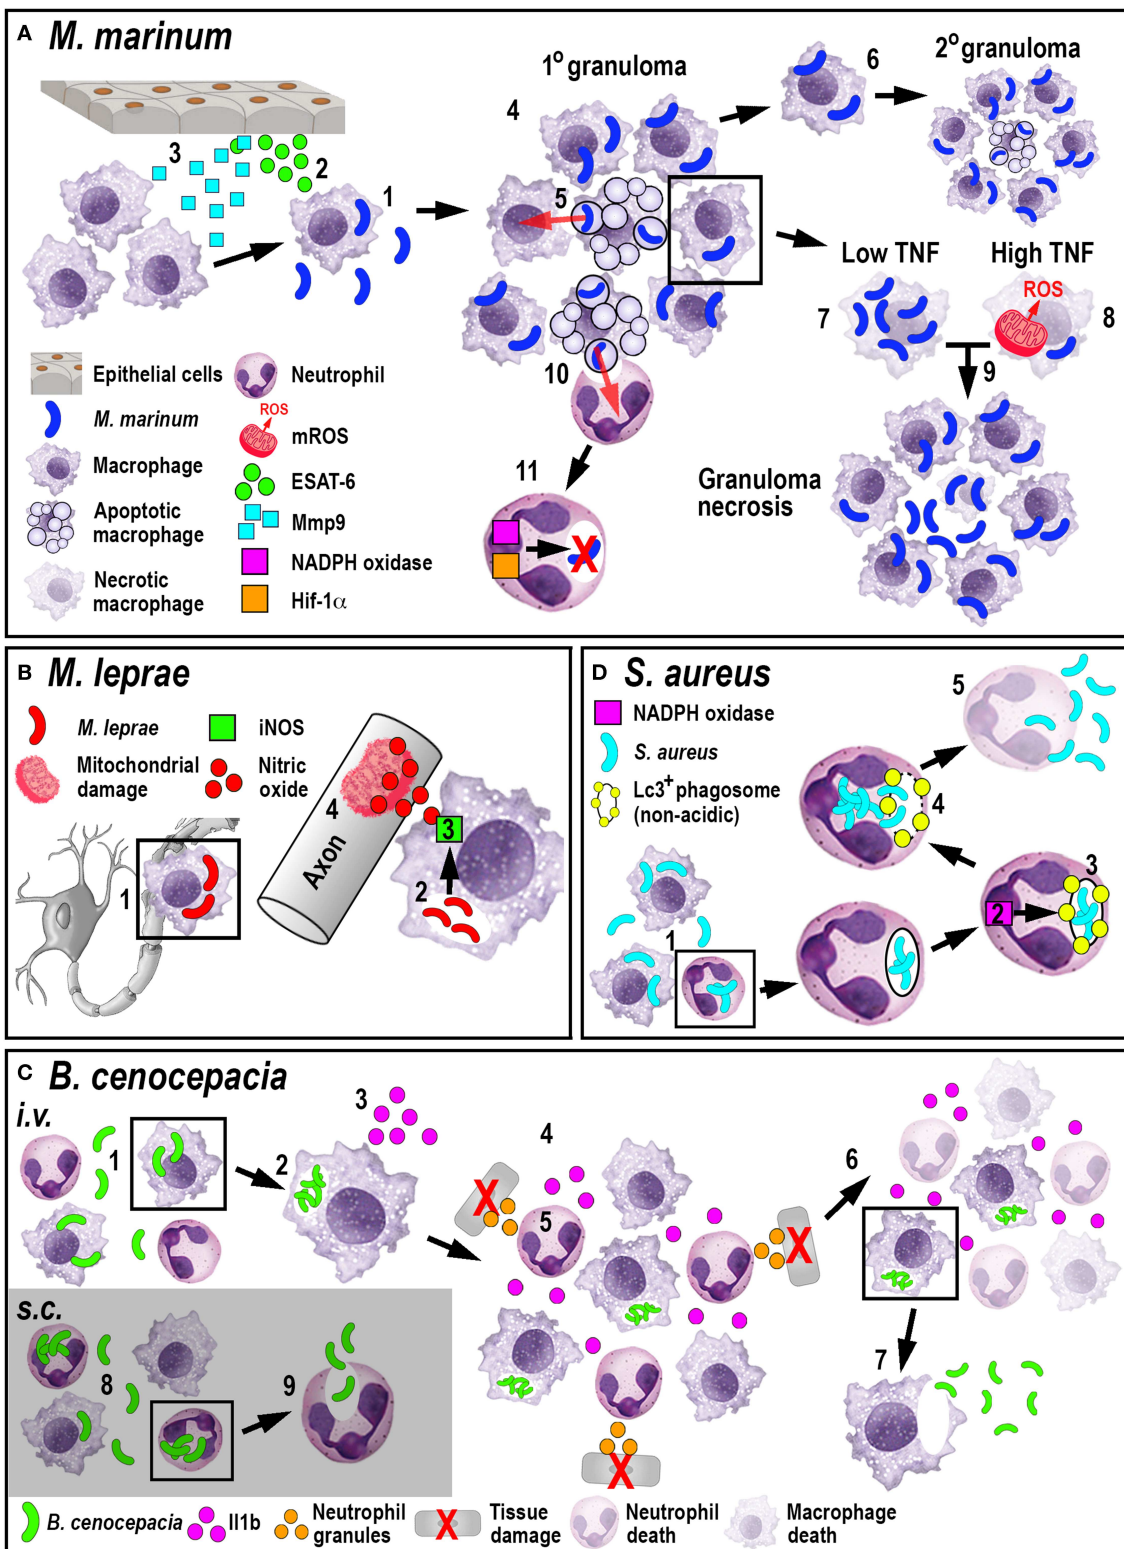 A M. marinum
1° granuloma
2° granuloma
1
2
3
4
5
6
Low TNF
High TNF
ROS
7
8
9
10
11
Granuloma
necrosis
Epithelial cells
M. marinum
Macrophage
Apoptotic
macrophage
Necrotic
macrophage
Neutrophil
ROS
mROS
ESAT-6
Mmp9
NADPH oxidase
Hif-1α
X
B M. leprae
M. leprae
iNOS
Mitochondrial
damage
Nitric
oxide
1
2
3
4
Axon
D S. aureus
NADPH oxidase
S. aureus
Lc3+ phagosome
(non-acidic)
1
2
3
4
5
C B. cenocepacia
i.v.
1
2
3
4
5
6
7
X
X
X
s.c.
8
9
B. cenocepacia
Il1b
Neutrophil
granules
X
Tissue
damage
Neutrophil
death
Macrophage
death